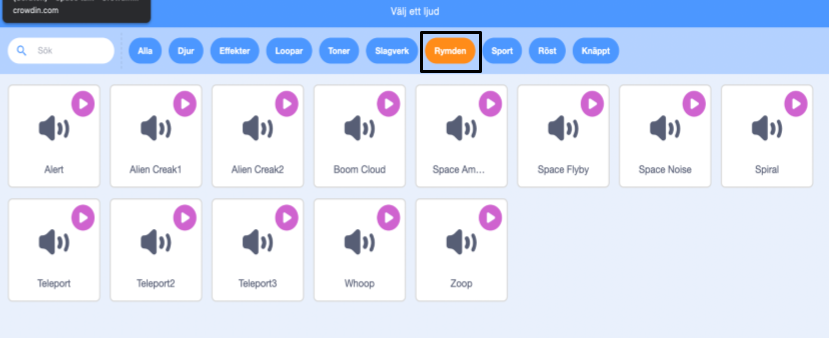 crowdin.com
Välj ett ljud
Sök
Alla
Djur
Effekter
Loopar
Toner
Slagverk
Rymden
Sport
Röst
Knäppt
Alert
Alien Creak1
Alien Creak2
Boom Cloud
Space Am...
Space Flyby
Space Noise
Spiral
Teleport
Teleport2
Teleport3
Whoop
Zoop